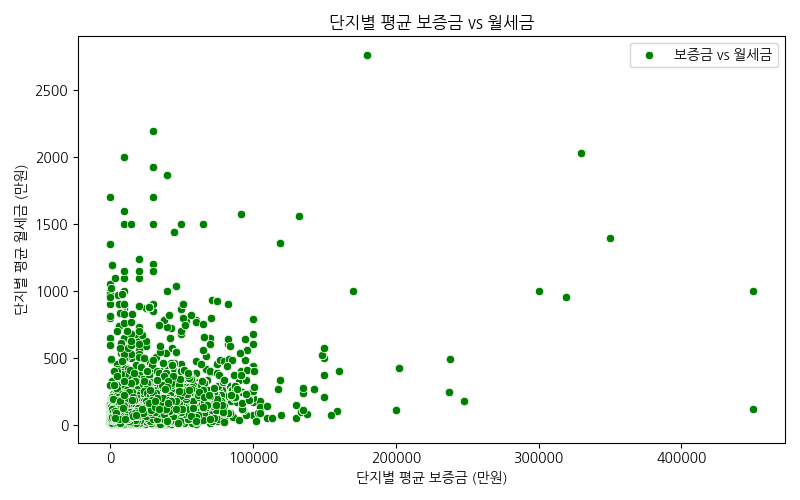 단지별 평균 보증금 vs 월세금
보증금 vs 월세금
단지별 평균 월세금 (만원)
2500
2000
1500
1000
500
0
0 100000 200000 300000 400000
단지별 평균 보증금 (만원)